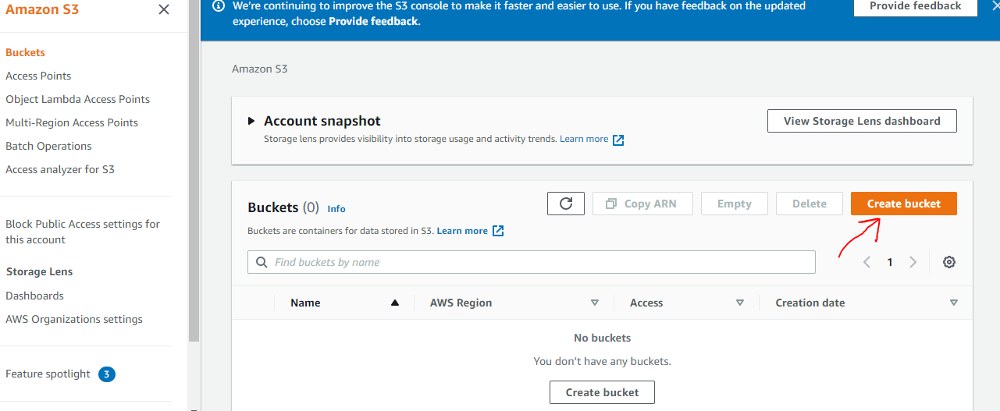 Amazon S3
Buckets
Access Points
Object Lambda Access Points
Multi-Region Access Points
Batch Operations
Access analyzer for S3
Block Public Access settings for
this account
Storage Lens
Dashboards
AWS Organizations settings
Feature spotlight 3
We're continuing to improve the S3 console to make it faster and easier to use. If you have feedback on the updated
experience, choose Provide feedback.
Provide feedback
Amazon S3
Account snapshot
View Storage Lens dashboard
Storage lens provides visibility into storage usage and activity trends. Learn more
Buckets (0) Info
Copy ARN
Empty
Delete
Create bucket
Buckets are containers for data stored in S3. Learn more
Find buckets by name
1
Name AWS Region Access Creation date
No buckets
You don't have any buckets.
Create bucket